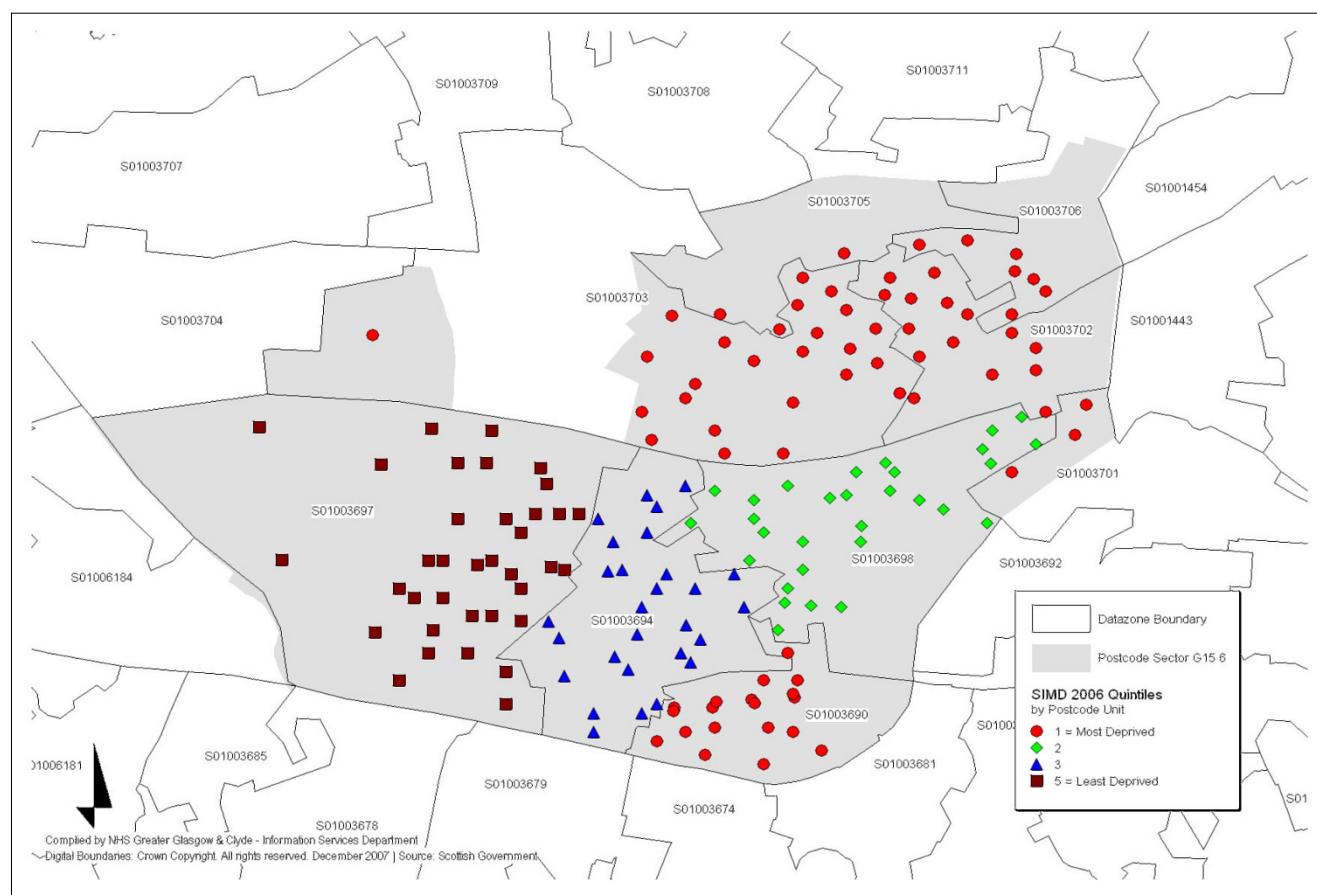 S01003709
S01003708
S01003711
S01003707
S01001454
S01003705
S01003706
S01003703
S01003704
S01003702
S01001443
S01003701
S01003697
S01003698
S01003692
S01006184
S01003694
Datazone Boundary
Postcode Sector G15 6
SIMD 2006 Quintiles
by Postcode Unit
1 = Most Deprived
2
3
5 = Least Deprived
S01003690
S01003685
S01003681
S01003679
S01003674
S01003678
Complied by NHS Greater Glasgow & Clyde - Information Services Department
Digital Boundaries: Crown Copyright. All rights reserved. December 2007 | Source: Scottish Government